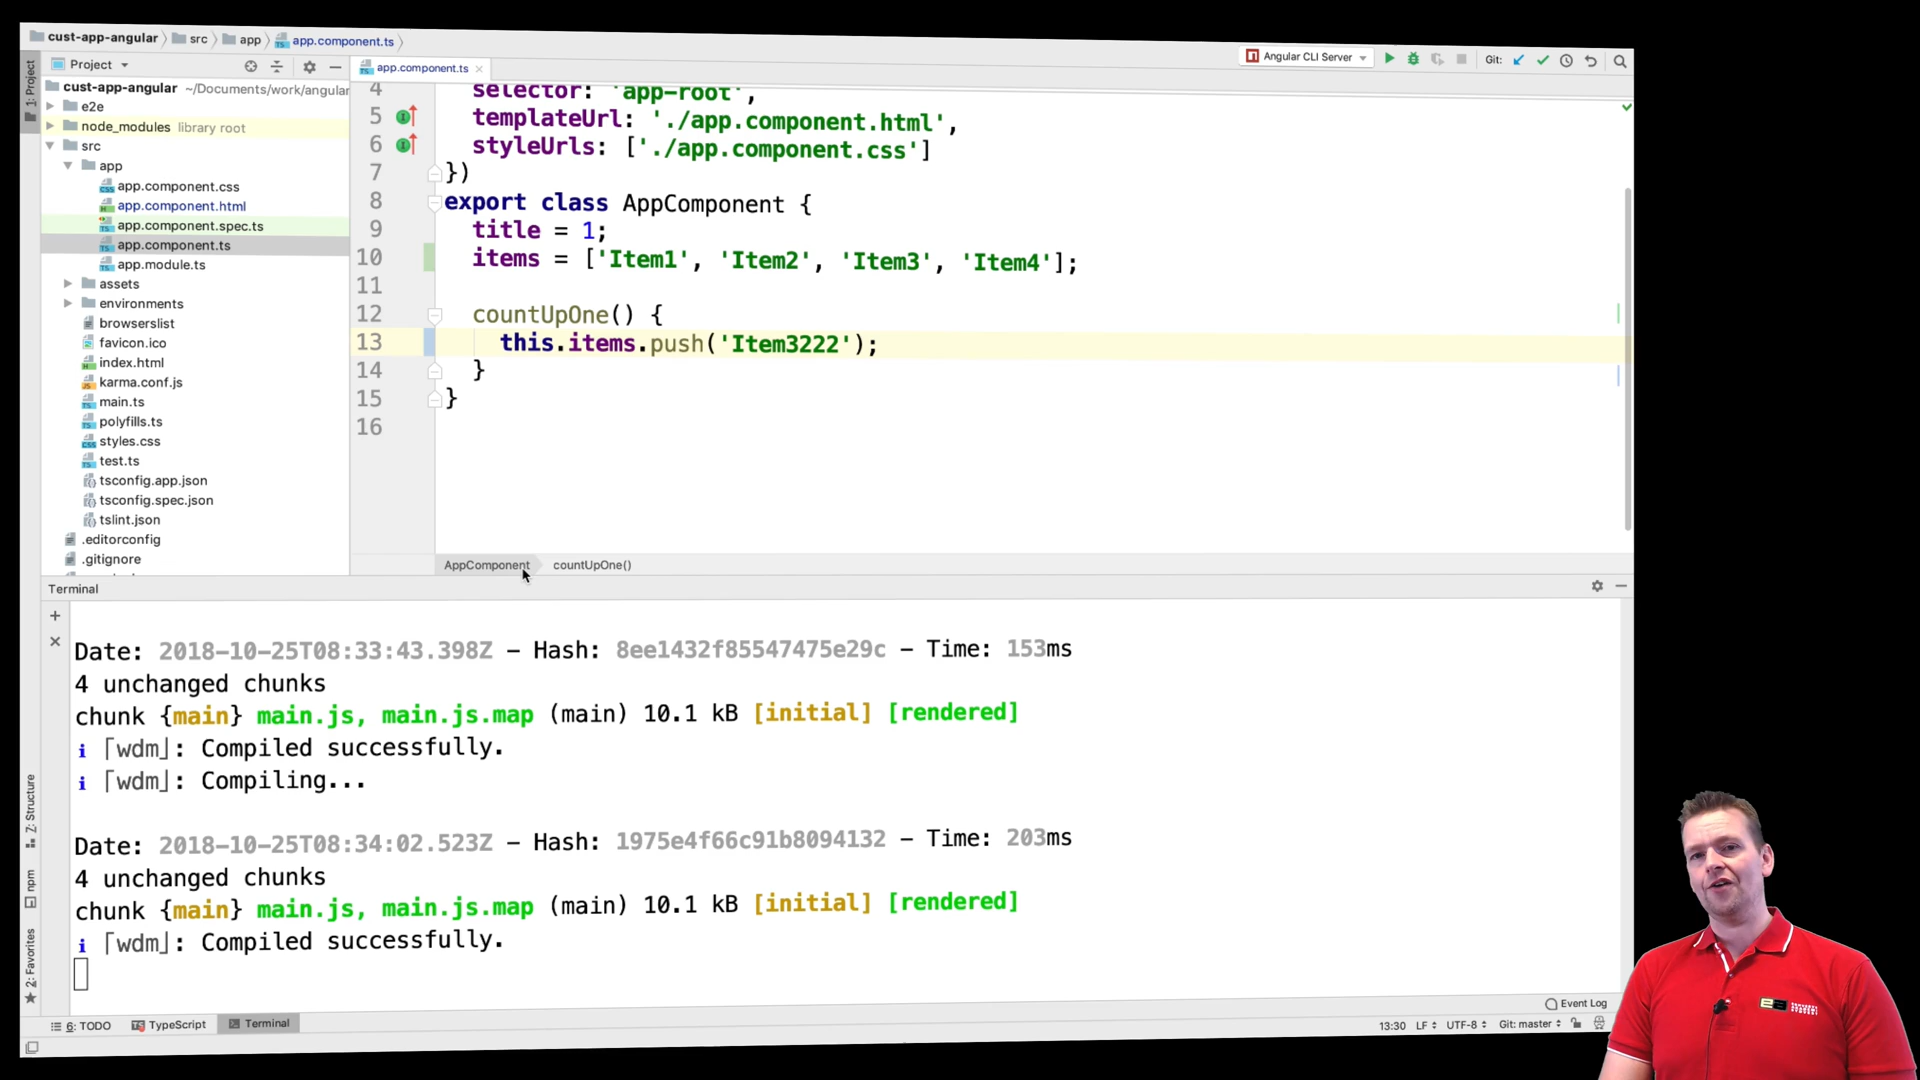 cust-app-angular
src
app
app.component.ts
Angular CLI Server
Git:
1: Project
Project
app.component.ts
cust-app-angular ~/Documents/work/angular
e2e
node_modules library root
src
app
app.component.css
app.component.html
app.component.spec.ts
app.component.ts
app.module.ts
assets
environments
browserslist
favicon.ico
index.html
karma.conf.js
main.ts
polyfills.ts
styles.css
test.ts
tsconfig.app.json
tsconfig.spec.json
tslint.json
.editorconfig
.gitignore
4 selector: 'app-root',
5 templateUrl: './app.component.html',
6 styleUrls: ['./app.component.css']
7 })
8 export class AppComponent {
9 title = 1;
10 items = ['Item1', 'Item2', 'Item3', 'Item4'];
11
12 countUpOne() {
13 this.items.push('Item3222');
14 }
15 }
16
AppComponent countUpOne()
Terminal
Date: 2018-10-25T08:33:43.398Z - Hash: 8ee1432f85547475e29c - Time: 153ms
4 unchanged chunks
chunk {main} main.js, main.js.map (main) 10.1 kB [initial] [rendered]
i ｢wdm｣: Compiled successfully.
i ｢wdm｣: Compiling...
Date: 2018-10-25T08:34:02.523Z - Hash: 1975e4f66c91b8094132 - Time: 203ms
4 unchanged chunks
chunk {main} main.js, main.js.map (main) 10.1 kB [initial] [rendered]
i ｢wdm｣: Compiled successfully.
Z: Structure
npm
2: Favorites
Event Log
6: TODO
TypeScript
Terminal
13:30 LF UTF-8 Git: master